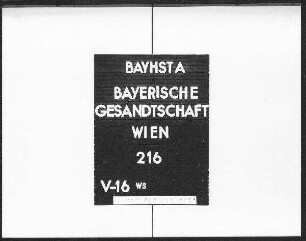 BAYHSTA
BAYERISCHE
GESANDTSCHAFT
WIEN
216
V-16 WS